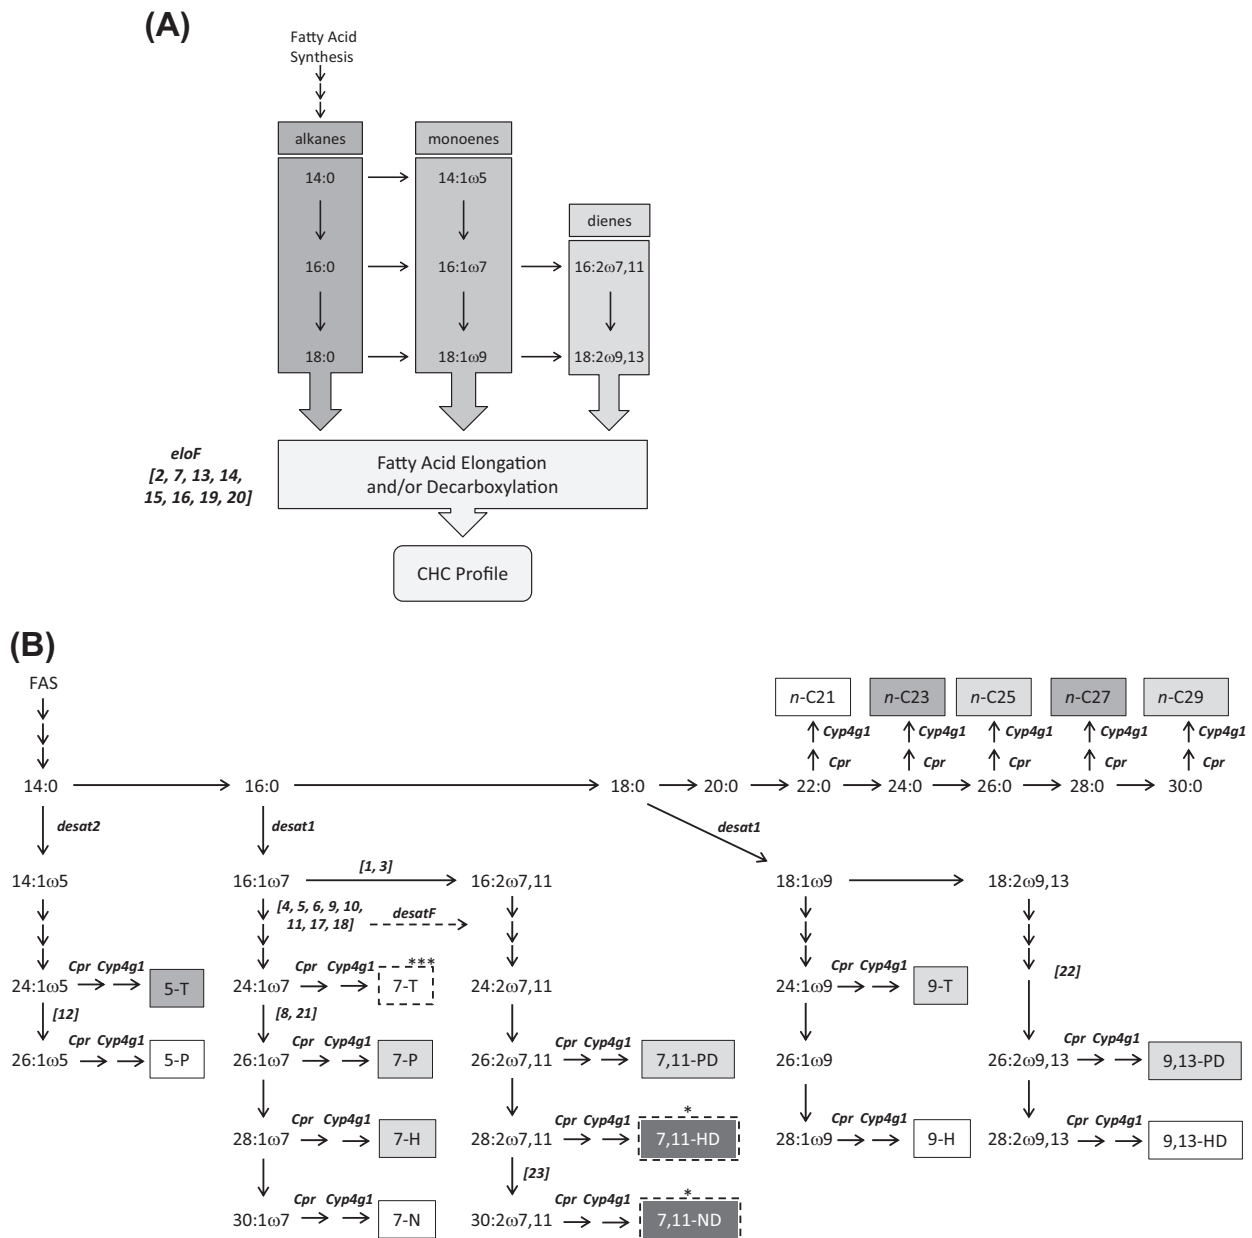 (A)
Fatty Acid
Synthesis
alkanes
monoenes
14:0
14:1ω5
dienes
16:0
16:1ω7
16:2ω7,11
18:0
18:1ω9
18:2ω9,13
eloF
[2, 7, 13, 14,
15, 16, 19, 20]
Fatty Acid Elongation
and/or Decarboxylation
CHC Profile
(B)
FAS
n-C21 n-C23 n-C25 n-C27 n-C29
Cyp4g1 Cyp4g1 Cyp4g1 Cyp4g1 Cyp4g1
Cpr Cpr Cpr Cpr Cpr
14:0 16:0 18:0 20:0 22:0 24:0 26:0 28:0 30:0
desat2 desat1 desat1
[1, 3]
14:1ω5 16:1ω7 16:2ω7,11 18:1ω9 18:2ω9,13
[4, 5, 6, 9, 10,
11, 17, 18]
desatF
Cpr Cyp4g1 Cpr Cyp4g1 *** Cpr Cyp4g1 [22]
24:1ω5 5-T 24:1ω7 7-T 24:2ω7,11 24:1ω9 9-T
[12] [8, 21]
Cpr Cyp4g1 Cpr Cyp4g1 Cpr Cyp4g1 Cpr Cyp4g1
26:1ω5 5-P 26:1ω7 7-P 26:2ω7,11 7,11-PD 26:1ω9 26:2ω9,13 9,13-PD
*
Cpr Cyp4g1 Cpr Cyp4g1 Cpr Cyp4g1 Cpr Cyp4g1
28:1ω7 7-H 28:2ω7,11 7,11-HD 28:1ω9 9-H 28:2ω9,13 9,13-HD
[23]
*
Cpr Cyp4g1 Cpr Cyp4g1
30:1ω7 7-N 30:2ω7,11 7,11-ND